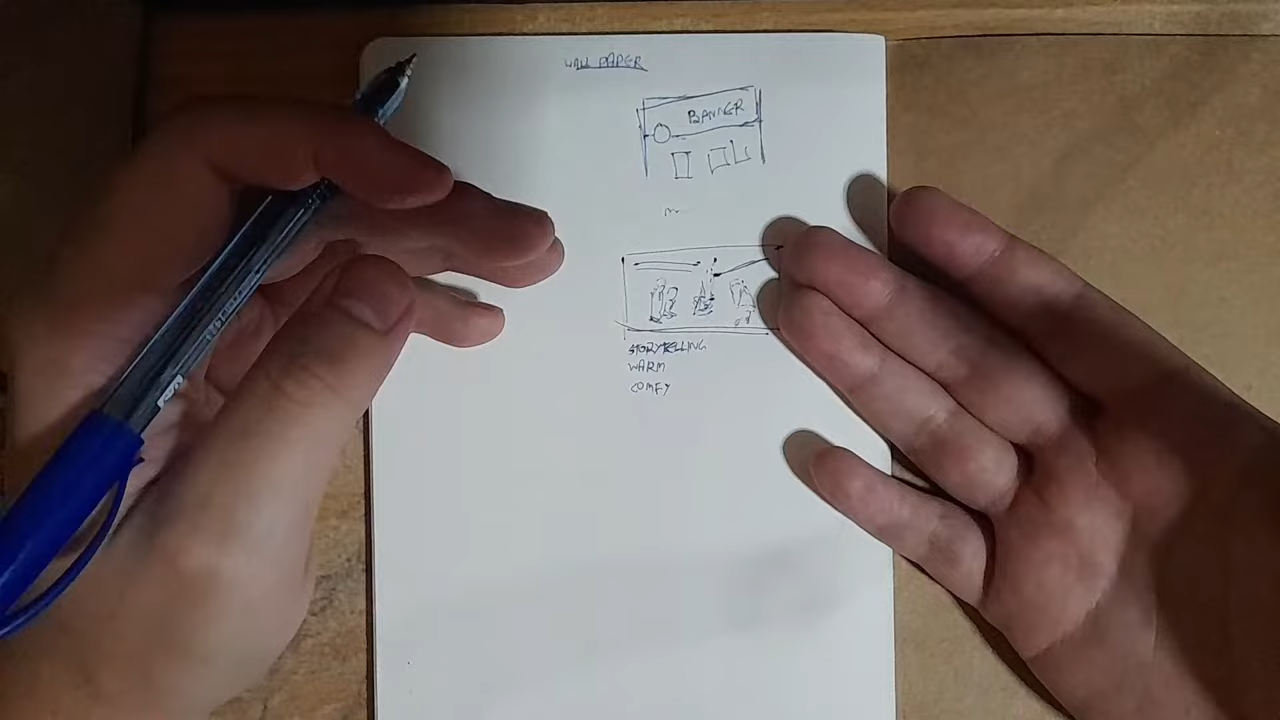 WALL PAPER
BANNER
STORYTELLING
WARM
COMFY